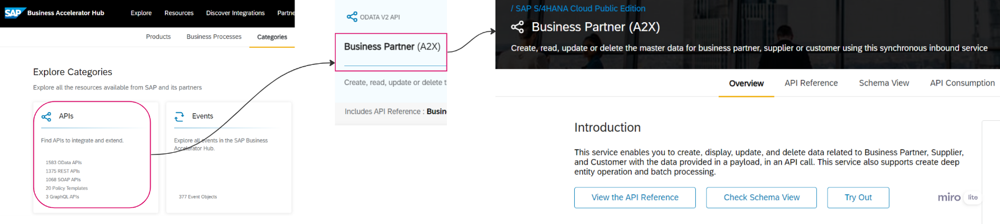 SAP Business Accelerator Hub
Explore Resources Discover Integrations Partne
Products Business Processes Categories
Explore Categories
Explore all the resources available from SAP and its partners
APIs
Find APIs to integrate and extend.
1583 OData APIs
1375 REST APIs
1068 SOAP APIs
20 Policy Templates
3 GraphQL APIs
Events
Explore all events in the SAP Business
Accelerator Hub.
377 Event Objects
ODATA V2 API
Business Partner (A2X)
Create, read, update or delete t
Includes API Reference : Busin
/ SAP S/4HANA Cloud Public Edition
Business Partner (A2X)
Create, read, update or delete the master data for business partner, supplier or customer using this synchronous inbound service
Overview API Reference Schema View API Consumption
Introduction
This service enables you to create, display, update, and delete data related to Business Partner, Supplier,
and Customer with the data provided in a payload, in an API call. This service also supports create deep
entity operation and batch processing.
View the API Reference Check Schema View Try Out
miro lite